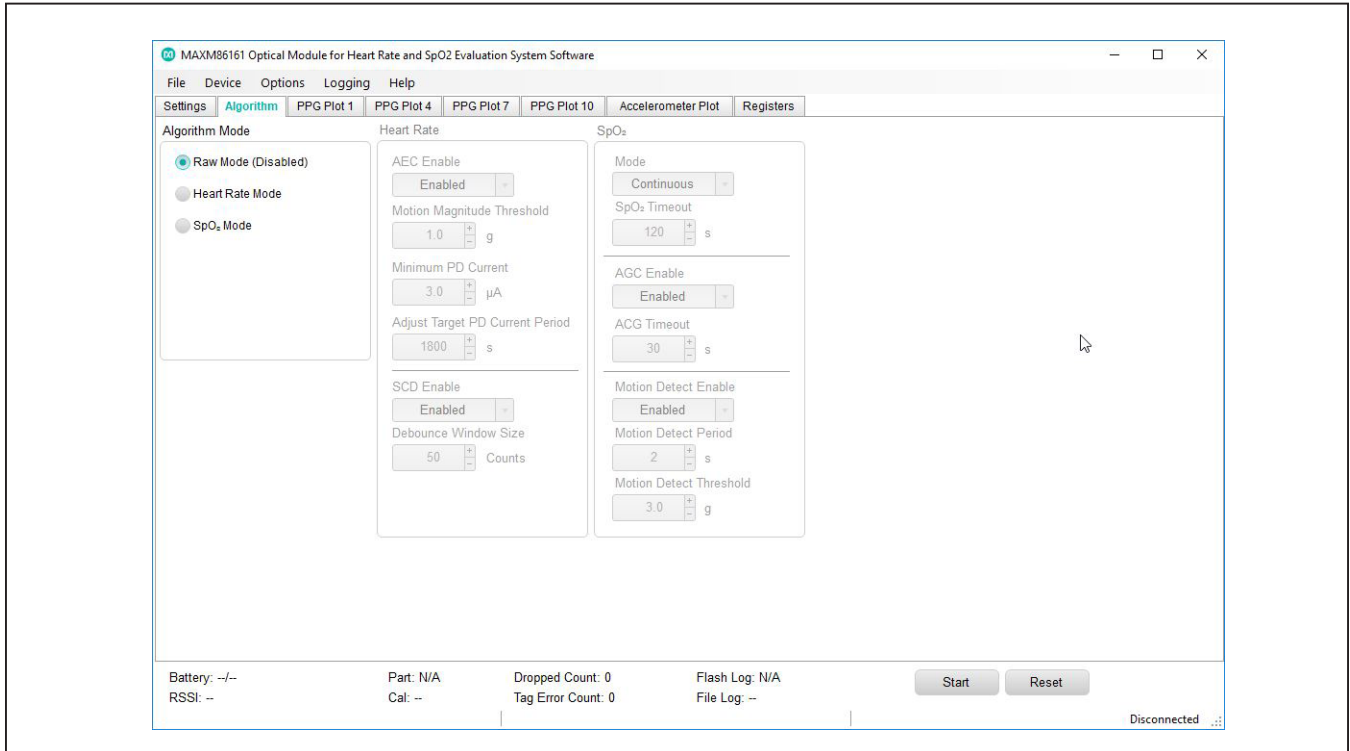 MAXM86161 Optical Module for Heart Rate and SpO2 Evaluation System Software
File Device Options Logging Help
Settings Algorithm PPG Plot 1 PPG Plot 4 PPG Plot 7 PPG Plot 10 Accelerometer Plot Registers
Algorithm Mode
Raw Mode (Disabled)
Heart Rate Mode
SpO₂ Mode
Heart Rate
AEC Enable
Enabled
Motion Magnitude Threshold
1.0 g
Minimum PD Current
3.0 µA
Adjust Target PD Current Period
1800 s
SCD Enable
Enabled
Debounce Window Size
50 Counts
SpO₂
Mode
Continuous
SpO₂ Timeout
120 s
AGC Enable
Enabled
ACG Timeout
30 s
Motion Detect Enable
Enabled
Motion Detect Period
2 s
Motion Detect Threshold
3.0 g
Battery: --/-- Part: N/A Dropped Count: 0 Flash Log: N/A Start Reset
RSSI: -- Cal: -- Tag Error Count: 0 File Log: --
Disconnected